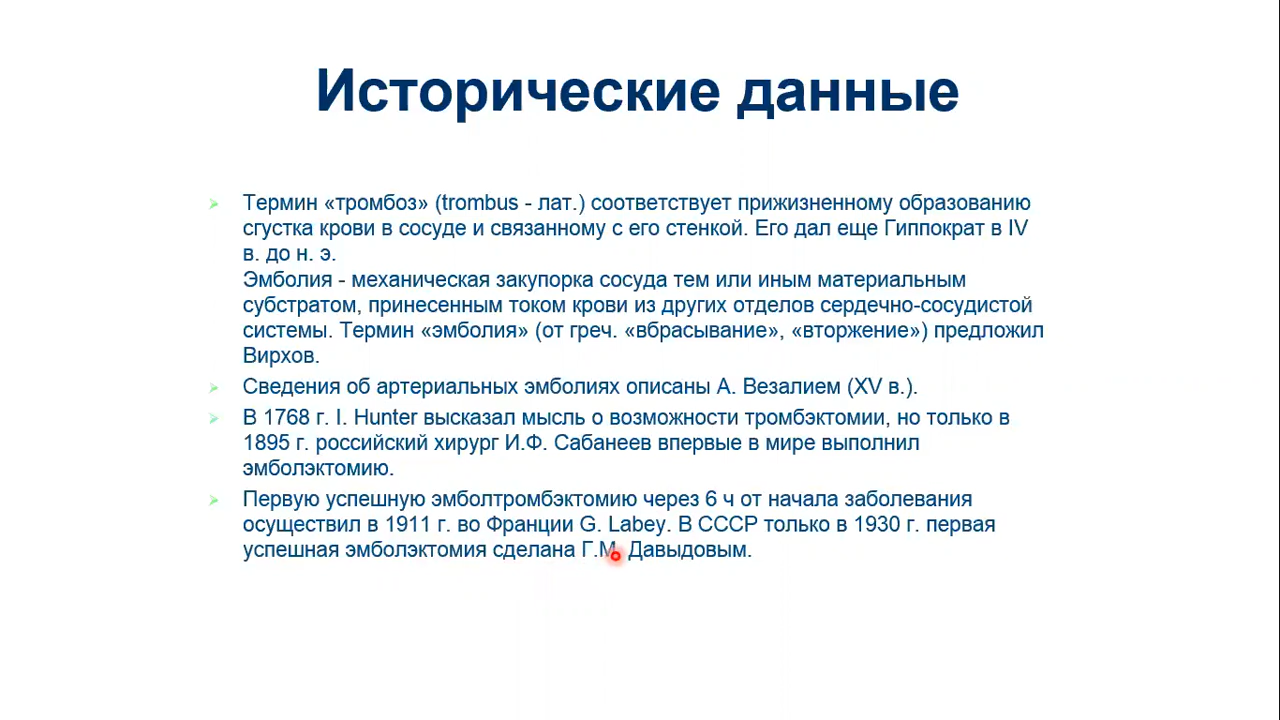 Исторические данные
Термин «тромбоз» (trombus - лат.) соответствует прижизненному образованию
сгустка крови в сосуде и связанному с его стенкой. Его дал еще Гиппократ в IV
в. до н. э.
Эмболия - механическая закупорка сосуда тем или иным материальным
субстратом, принесенным током крови из других отделов сердечно-сосудистой
системы. Термин «эмболия» (от греч. «вбрасывание», «вторжение») предложил
Вирхов.
Сведения об артериальных эмболиях описаны А. Везалием (XV в.).
В 1768 г. I. Hunter высказал мысль о возможности тромбэктомии, но только в
1895 г. российский хирург И.Ф. Сабанеев впервые в мире выполнил
эмболэктомию.
Первую успешную эмболтромбэктомию через 6 ч от начала заболевания
осуществил в 1911 г. во Франции G. Labey. В СССР только в 1930 г. первая
успешная эмболэктомия сделана Г.М. Давыдовым.